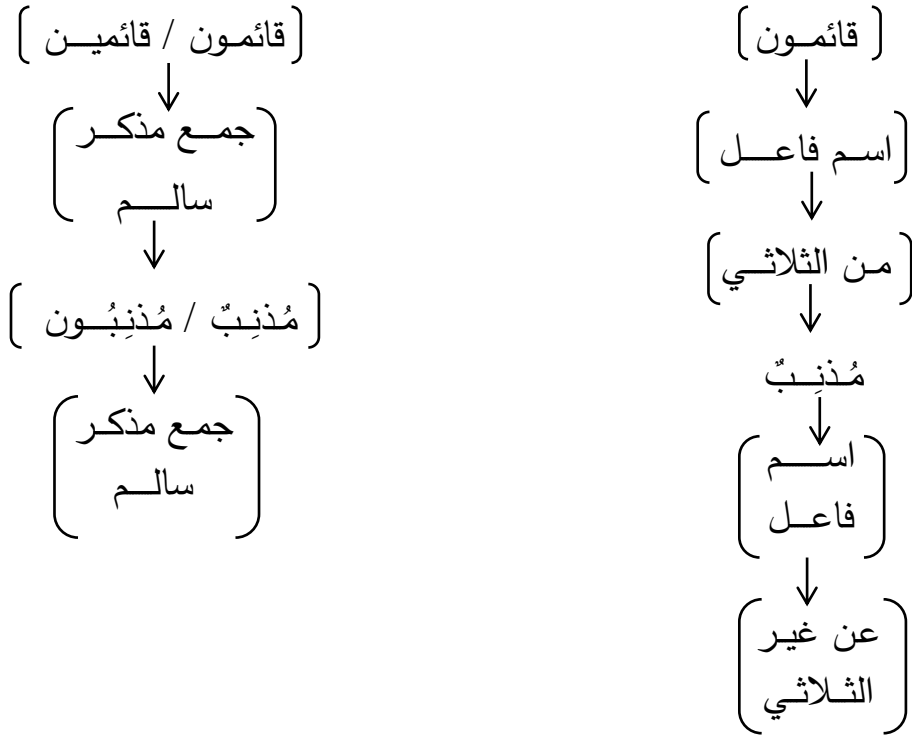 [ قائمون ]
[ اسم فاعل ]
[ من الثلاثي ]
مُذنِبٌ
[ اسم
فاعل ]
[ عن غير
الثلاثي ]
[ قائمون / قائمين ]
[ جمع مذكر
سالم ]
[ مُذنِبٌ / مُذنِبُون ]
[ جمع مذكر
سالم ]